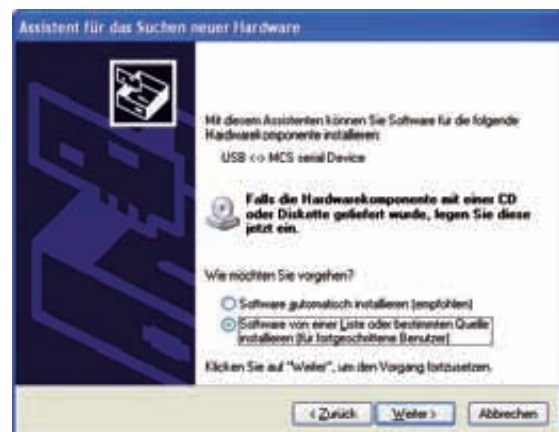 Assistent für das Suchen neuer Hardware
Mit diesem Assistenten können Sie Software für die folgende
Hardwarekomponente installieren:
USB <-> MCS serial Device
Falls die Hardwarekomponente mit einer CD
oder Diskette geliefert wurde, legen Sie diese
jetzt ein.
Wie möchten Sie vorgehen?
Software automatisch installieren (empfohlen)
Software von einer Liste oder bestimmten Quelle
installieren (für fortgeschrittene Benutzer)
Klicken Sie auf "Weiter", um den Vorgang fortzusetzen.
< Zurück Weiter > Abbrechen